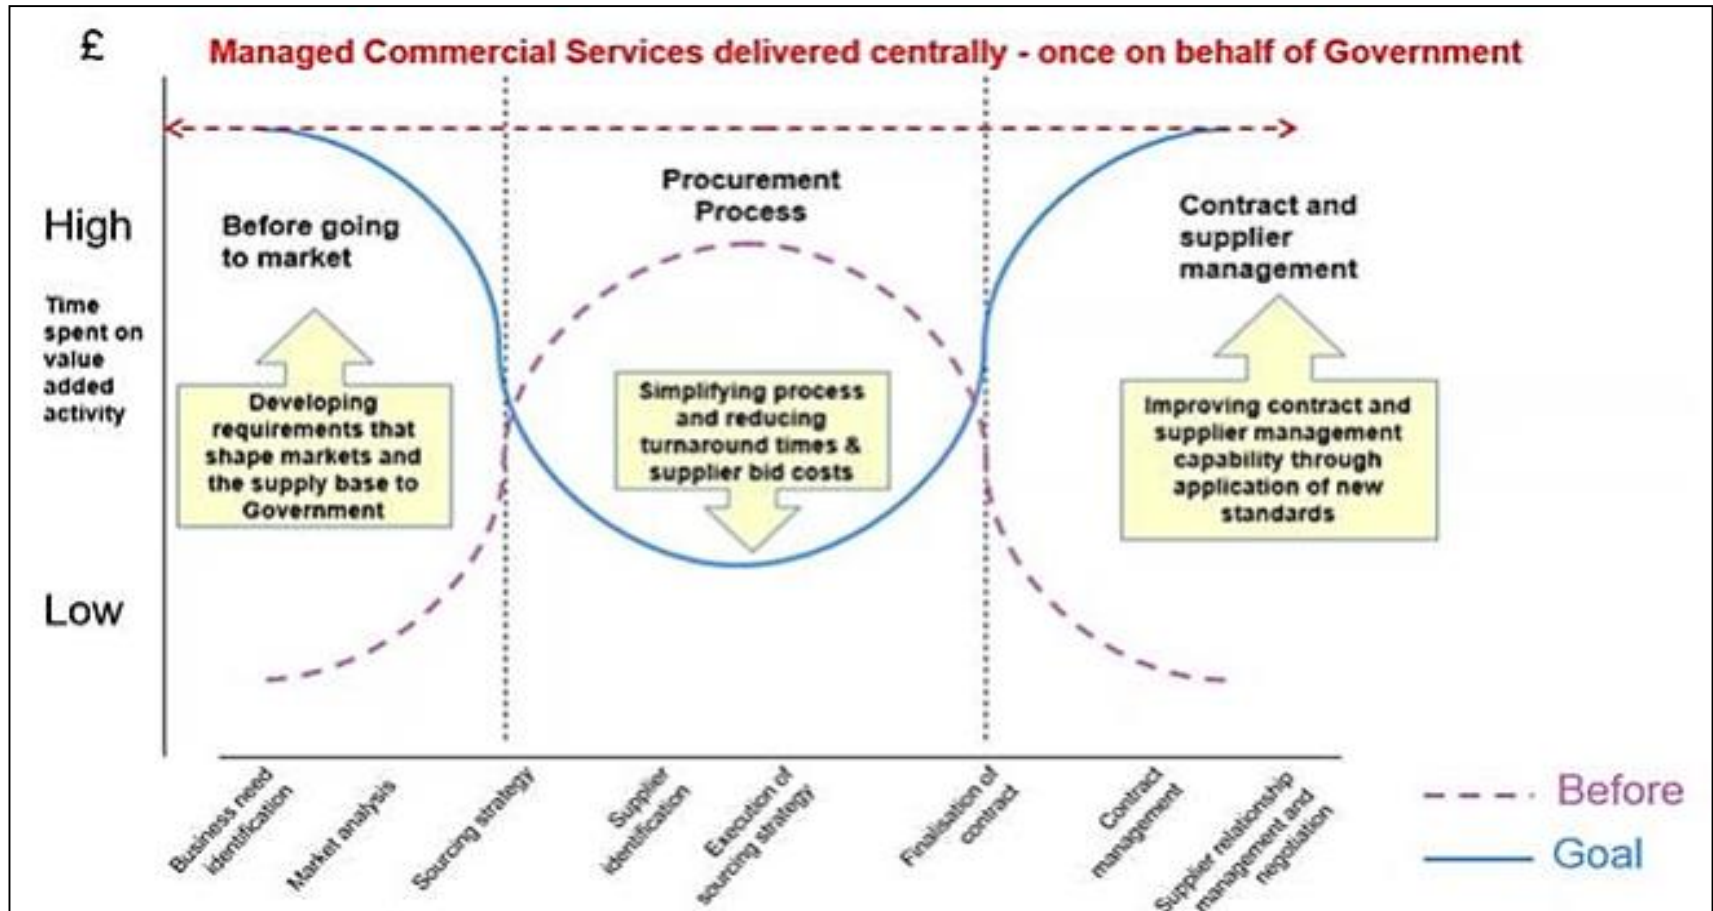 £
Managed Commercial Services delivered centrally - once on behalf of Government
High
Time
spent on
value
added
activity
Low
Before going
to market
Developing
requirements that
shape markets and
the supply base to
Government
Procurement
Process
Simplifying process
and reducing
turnaround times &
supplier bid costs
Contract and
supplier
management
Improving contract and
supplier management
capability through
application of new
standards
Business need
identification
Market analysis
Sourcing strategy
Supplier
identification
Execution of
sourcing strategy
Finalisation of
contract
Contract
management
Supplier relationship
management and
negotiation
Before
Goal